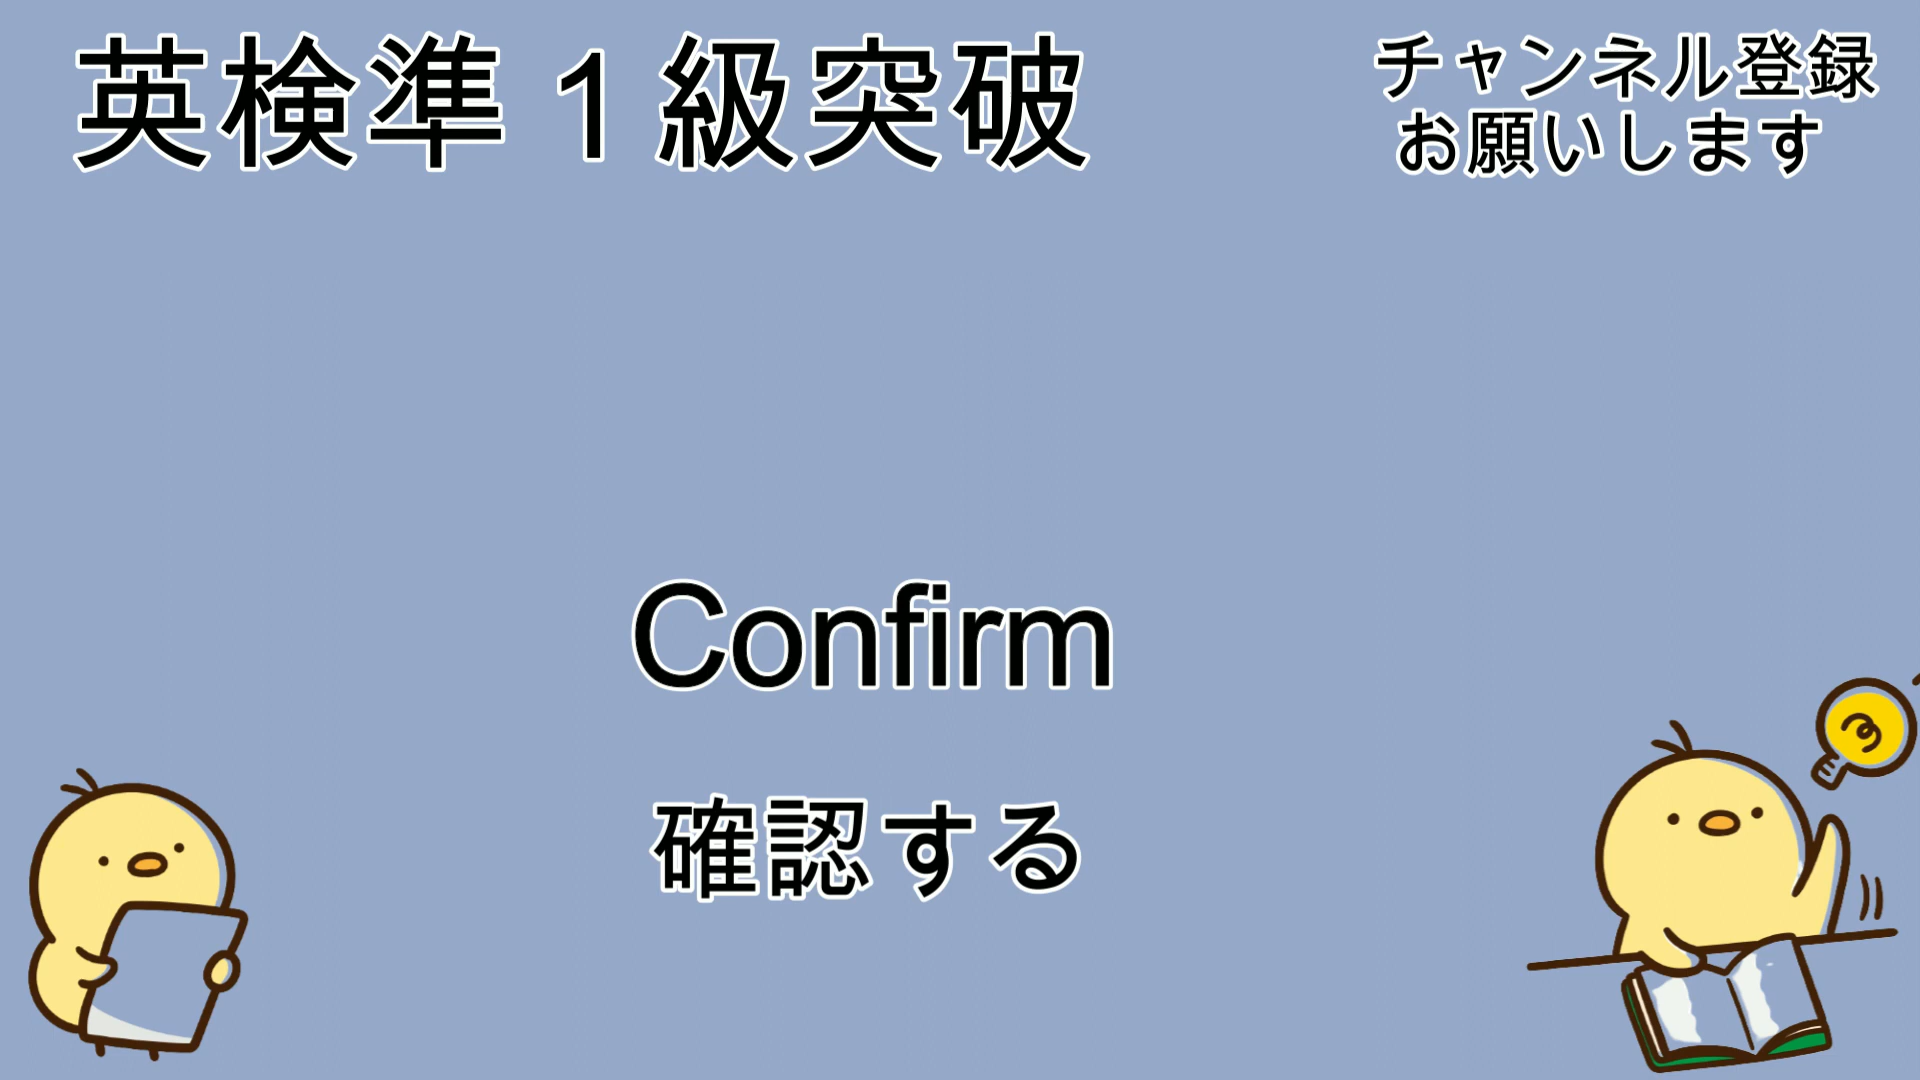 英検準１級突破
チャンネル登録
お願いします
Confirm
確認する